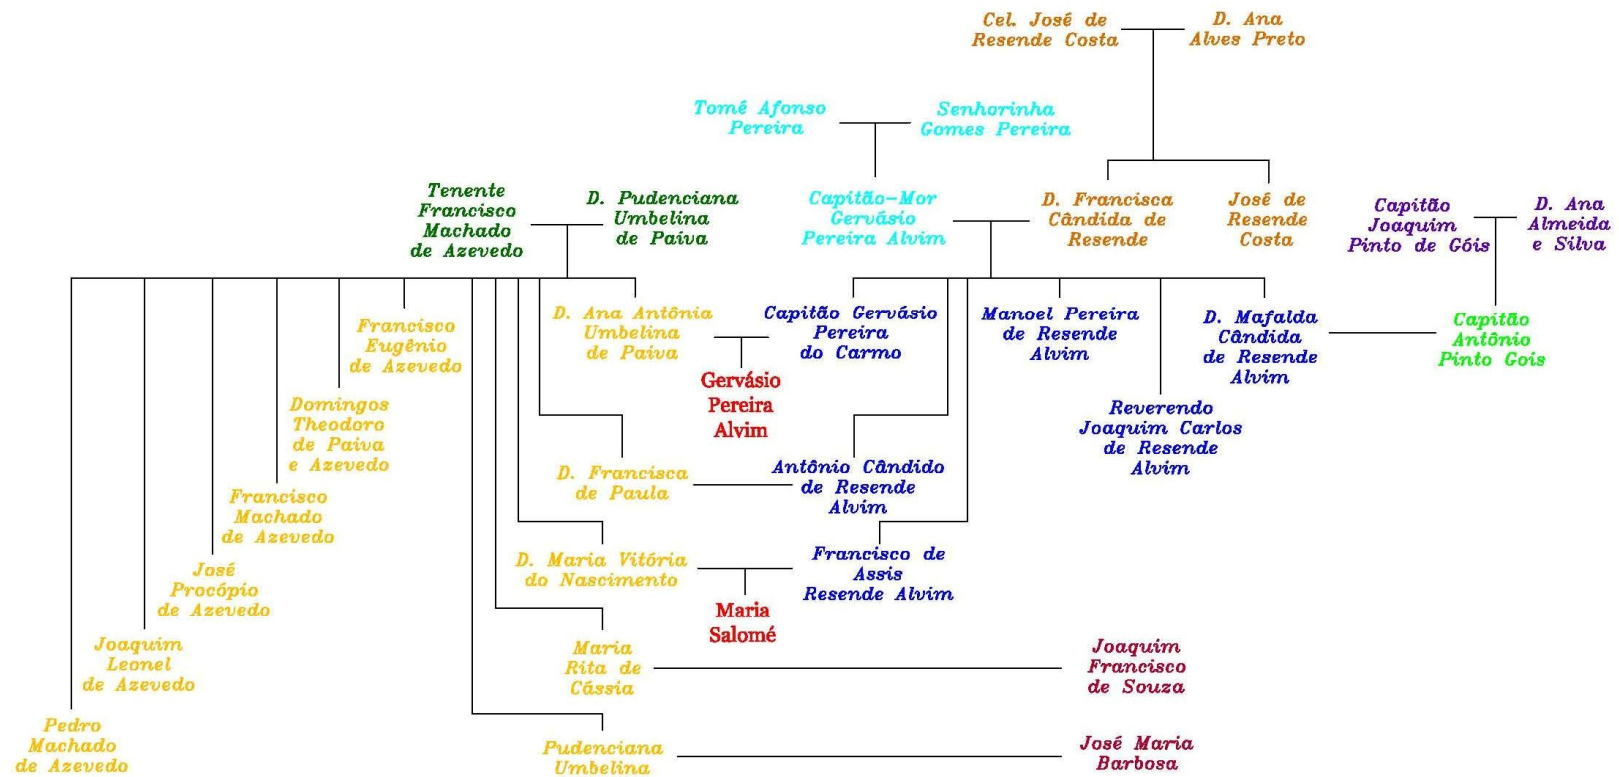 Cel. José de
Resende Costa
D. Ana
Alves Preto
Tomé Afonso
Pereira
Senhorinha
Gomes Pereira
Tenente
Francisco
Machado
de Azevedo
D. Pudenciana
Umbelina
de Paiva
Capitão-Mor
Gervásio
Pereira Alvim
D. Francisca
Cândida de
Resende
José de
Resende
Costa
Capitão
Joaquim
Pinto de Góis
D. Ana
Almeida
e Silva
Francisco
Eugênio
de Azevedo
D. Ana Antônia
Umbelina
de Paiva
Capitão Gervásio
Pereira
do Carmo
Manoel Pereira
de Resende
Alvim
D. Mafalda
Cândida
de Resende
Alvim
Capitão
Antônio
Pinto Gois
Gervásio
Pereira
Alvim
Domingos
Theodoro
de Paiva
e Azevedo
Reverendo
Joaquim Carlos
de Resende
Alvim
D. Francisca
de Paula
Antônio Cândido
de Resende
Alvim
Francisco
Machado
de Azevedo
D. Maria Vitória
do Nascimento
Francisco de
Assis
Resende Alvim
José
Procópio
de Azevedo
Maria
Salomé
Joaquim
Leonel
de Azevedo
Maria
Rita de
Cássia
Joaquim
Francisco
de Souza
Pedro
Machado
de Azevedo
Pudenciana
Umbelina
José Maria
Barbosa